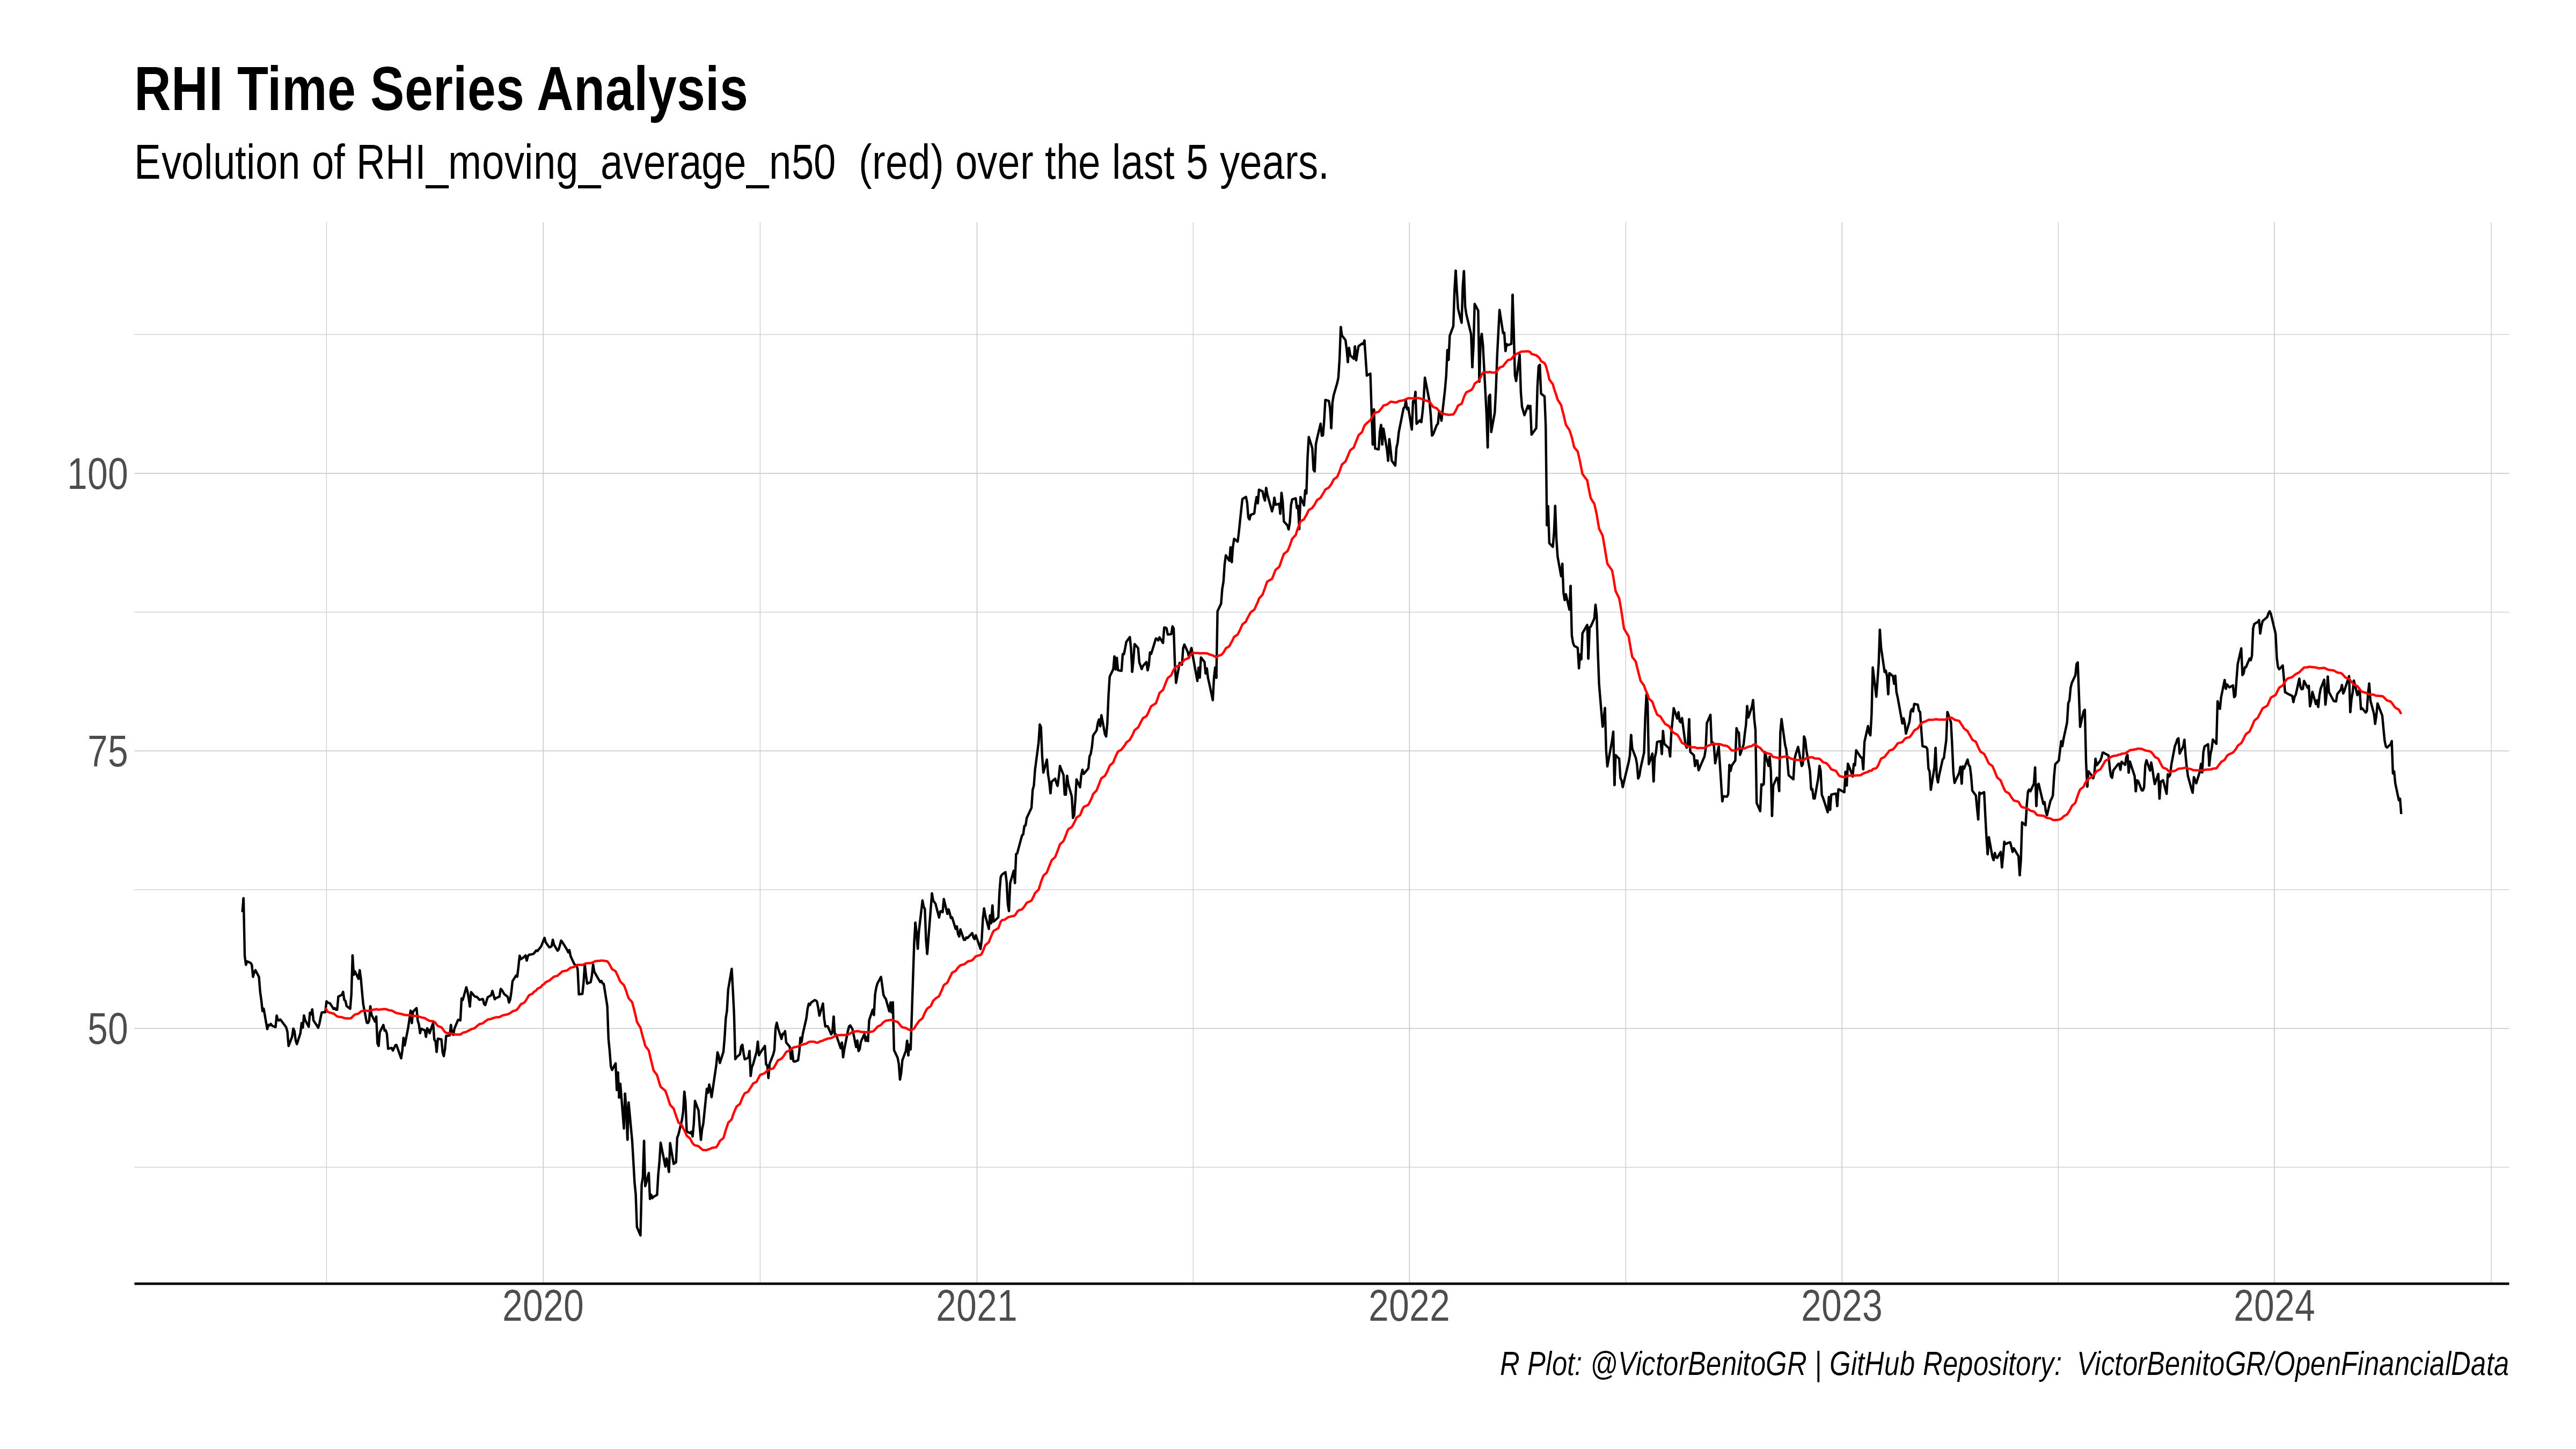 RHI Time Series Analysis
Evolution of RHI_moving_average_n50  (red) over the last 5 years.
100
75
50
2020 2021 2022 2023 2024
R Plot: @VictorBenitoGR | GitHub Repository:  VictorBenitoGR/OpenFinancialData